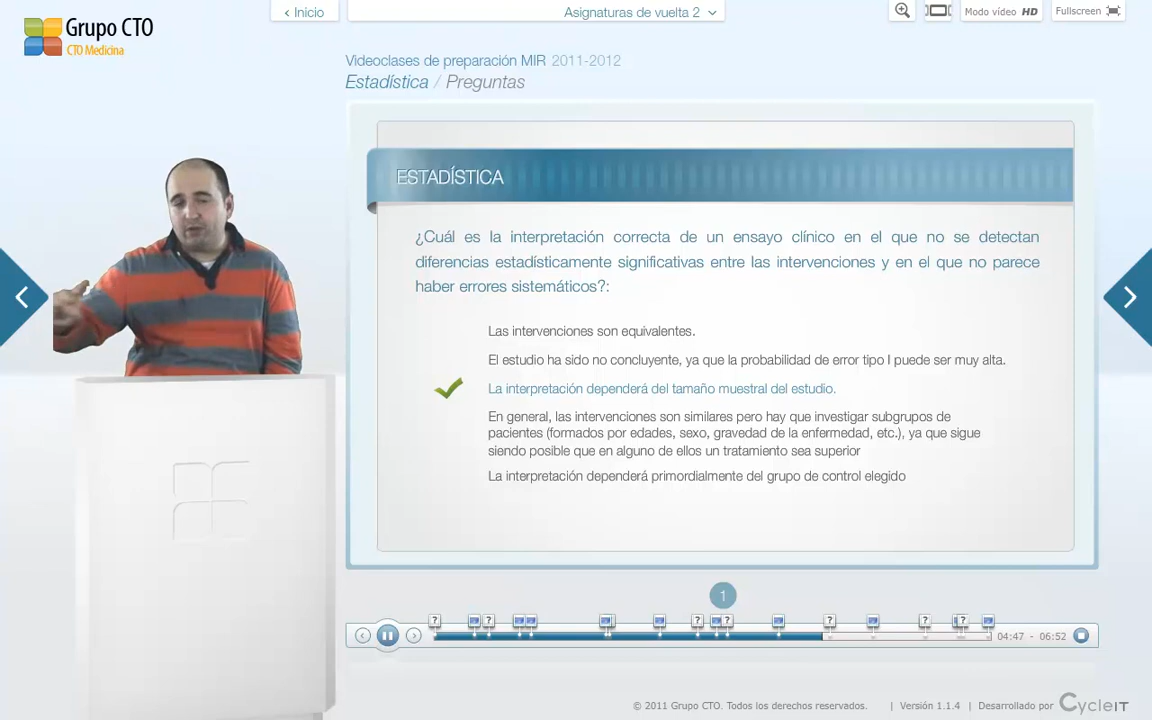 Grupo CTO
CTO Medicina
‹ Inicio
Asignaturas de vuelta 2
Modo vídeo HD
Fullscreen
Videoclases de preparación MIR 2011-2012
Estadística / Preguntas
ESTADÍSTICA
¿Cuál es la interpretación correcta de un ensayo clínico en el que no se detectan
diferencias estadísticamente significativas entre las intervenciones y en el que no parece
haber errores sistemáticos?:
Las intervenciones son equivalentes.
El estudio ha sido no concluyente, ya que la probabilidad de error tipo I puede ser muy alta.
La interpretación dependerá del tamaño muestral del estudio.
En general, las intervenciones son similares pero hay que investigar subgrupos de
pacientes (formados por edades, sexo, gravedad de la enfermedad, etc.), ya que sigue
siendo posible que en alguno de ellos un tratamiento sea superior
La interpretación dependerá primordialmente del grupo de control elegido
1
? ? ? ? ? ? ?
04:47 - 06:52
© 2011 Grupo CTO. Todos los derechos reservados. | Versión 1.1.4 | Desarrollado por CycleIT